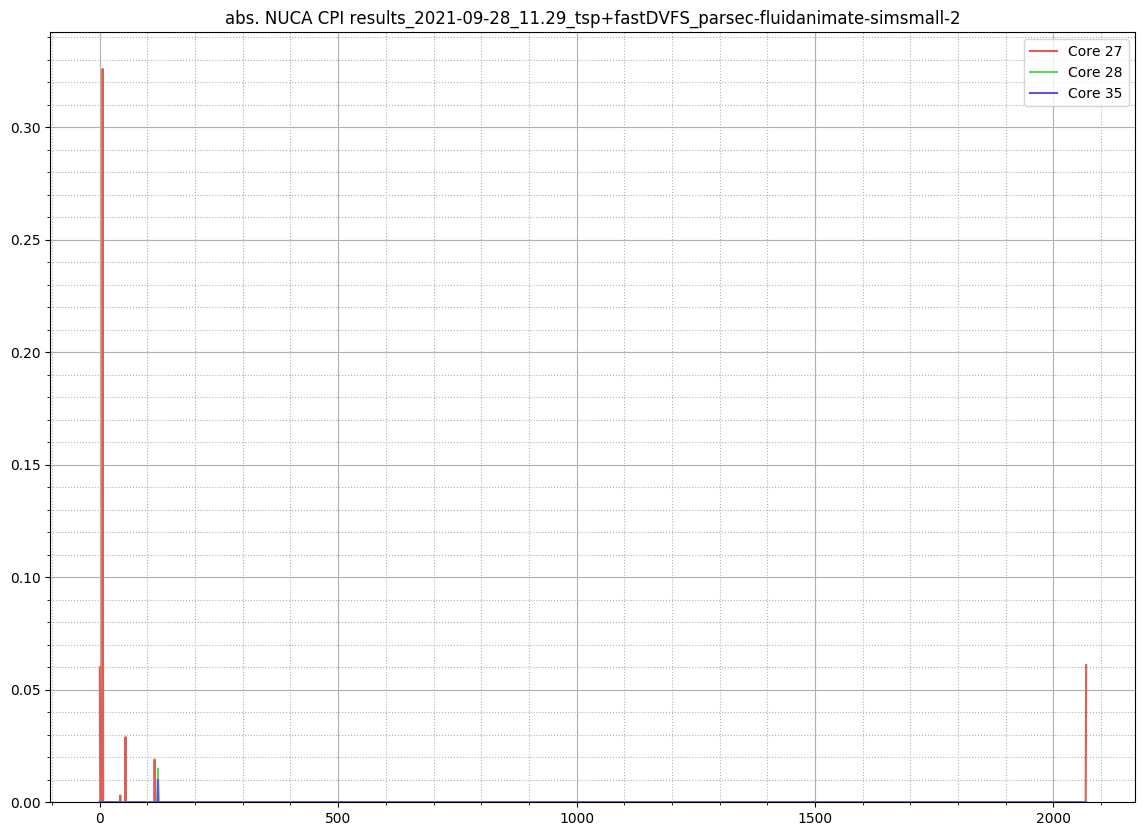 abs. NUCA CPI results_2021-09-28_11.29_tsp+fastDVFS_parsec-fluidanimate-simsmall-2
Core 27
Core 28
Core 35
0.30
0.25
0.20
0.15
0.10
0.05
0.00
0 500 1000 1500 2000